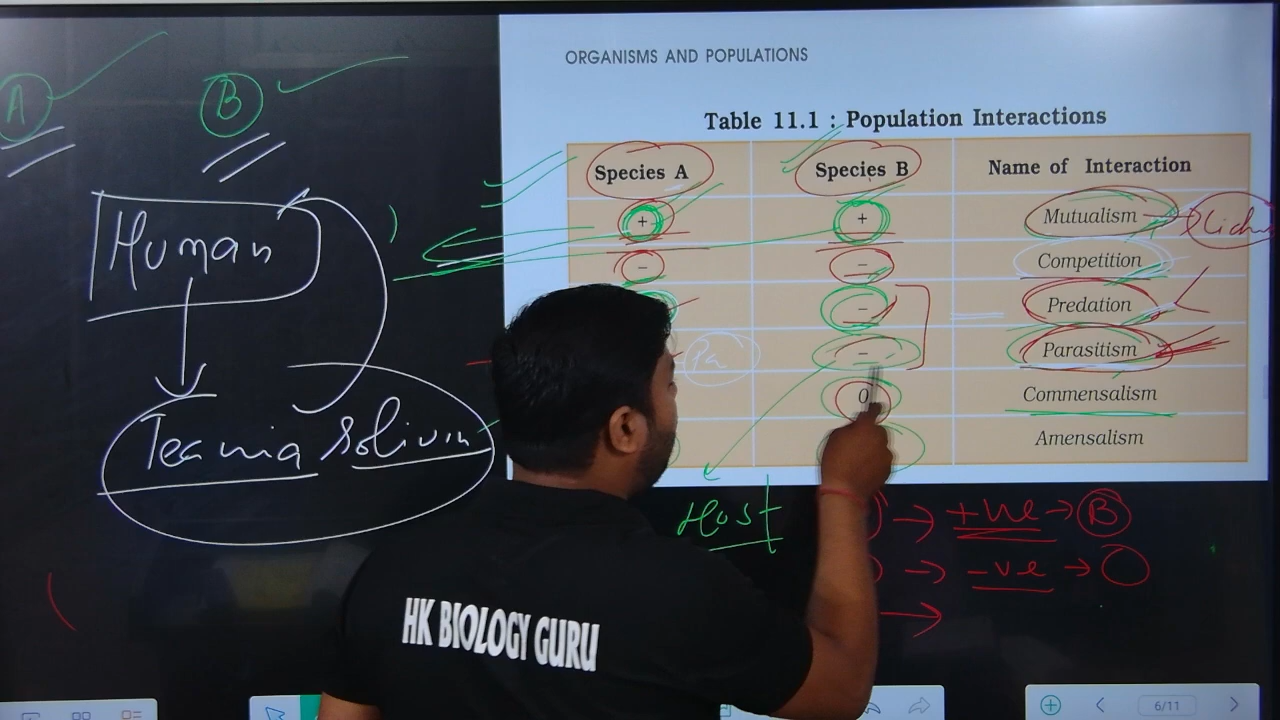 A
B
Human
Teania Solium
ORGANISMS AND POPULATIONS
Table 11.1 : Population Interactions
Species A Species B Name of Interaction
+ + Mutualism
- - Competition
- Predation
- Parasitism
0 Commensalism
Amensalism
Host
→ +ve → B
→ -ve →
→
HK BIOLOGY GURU
6/11